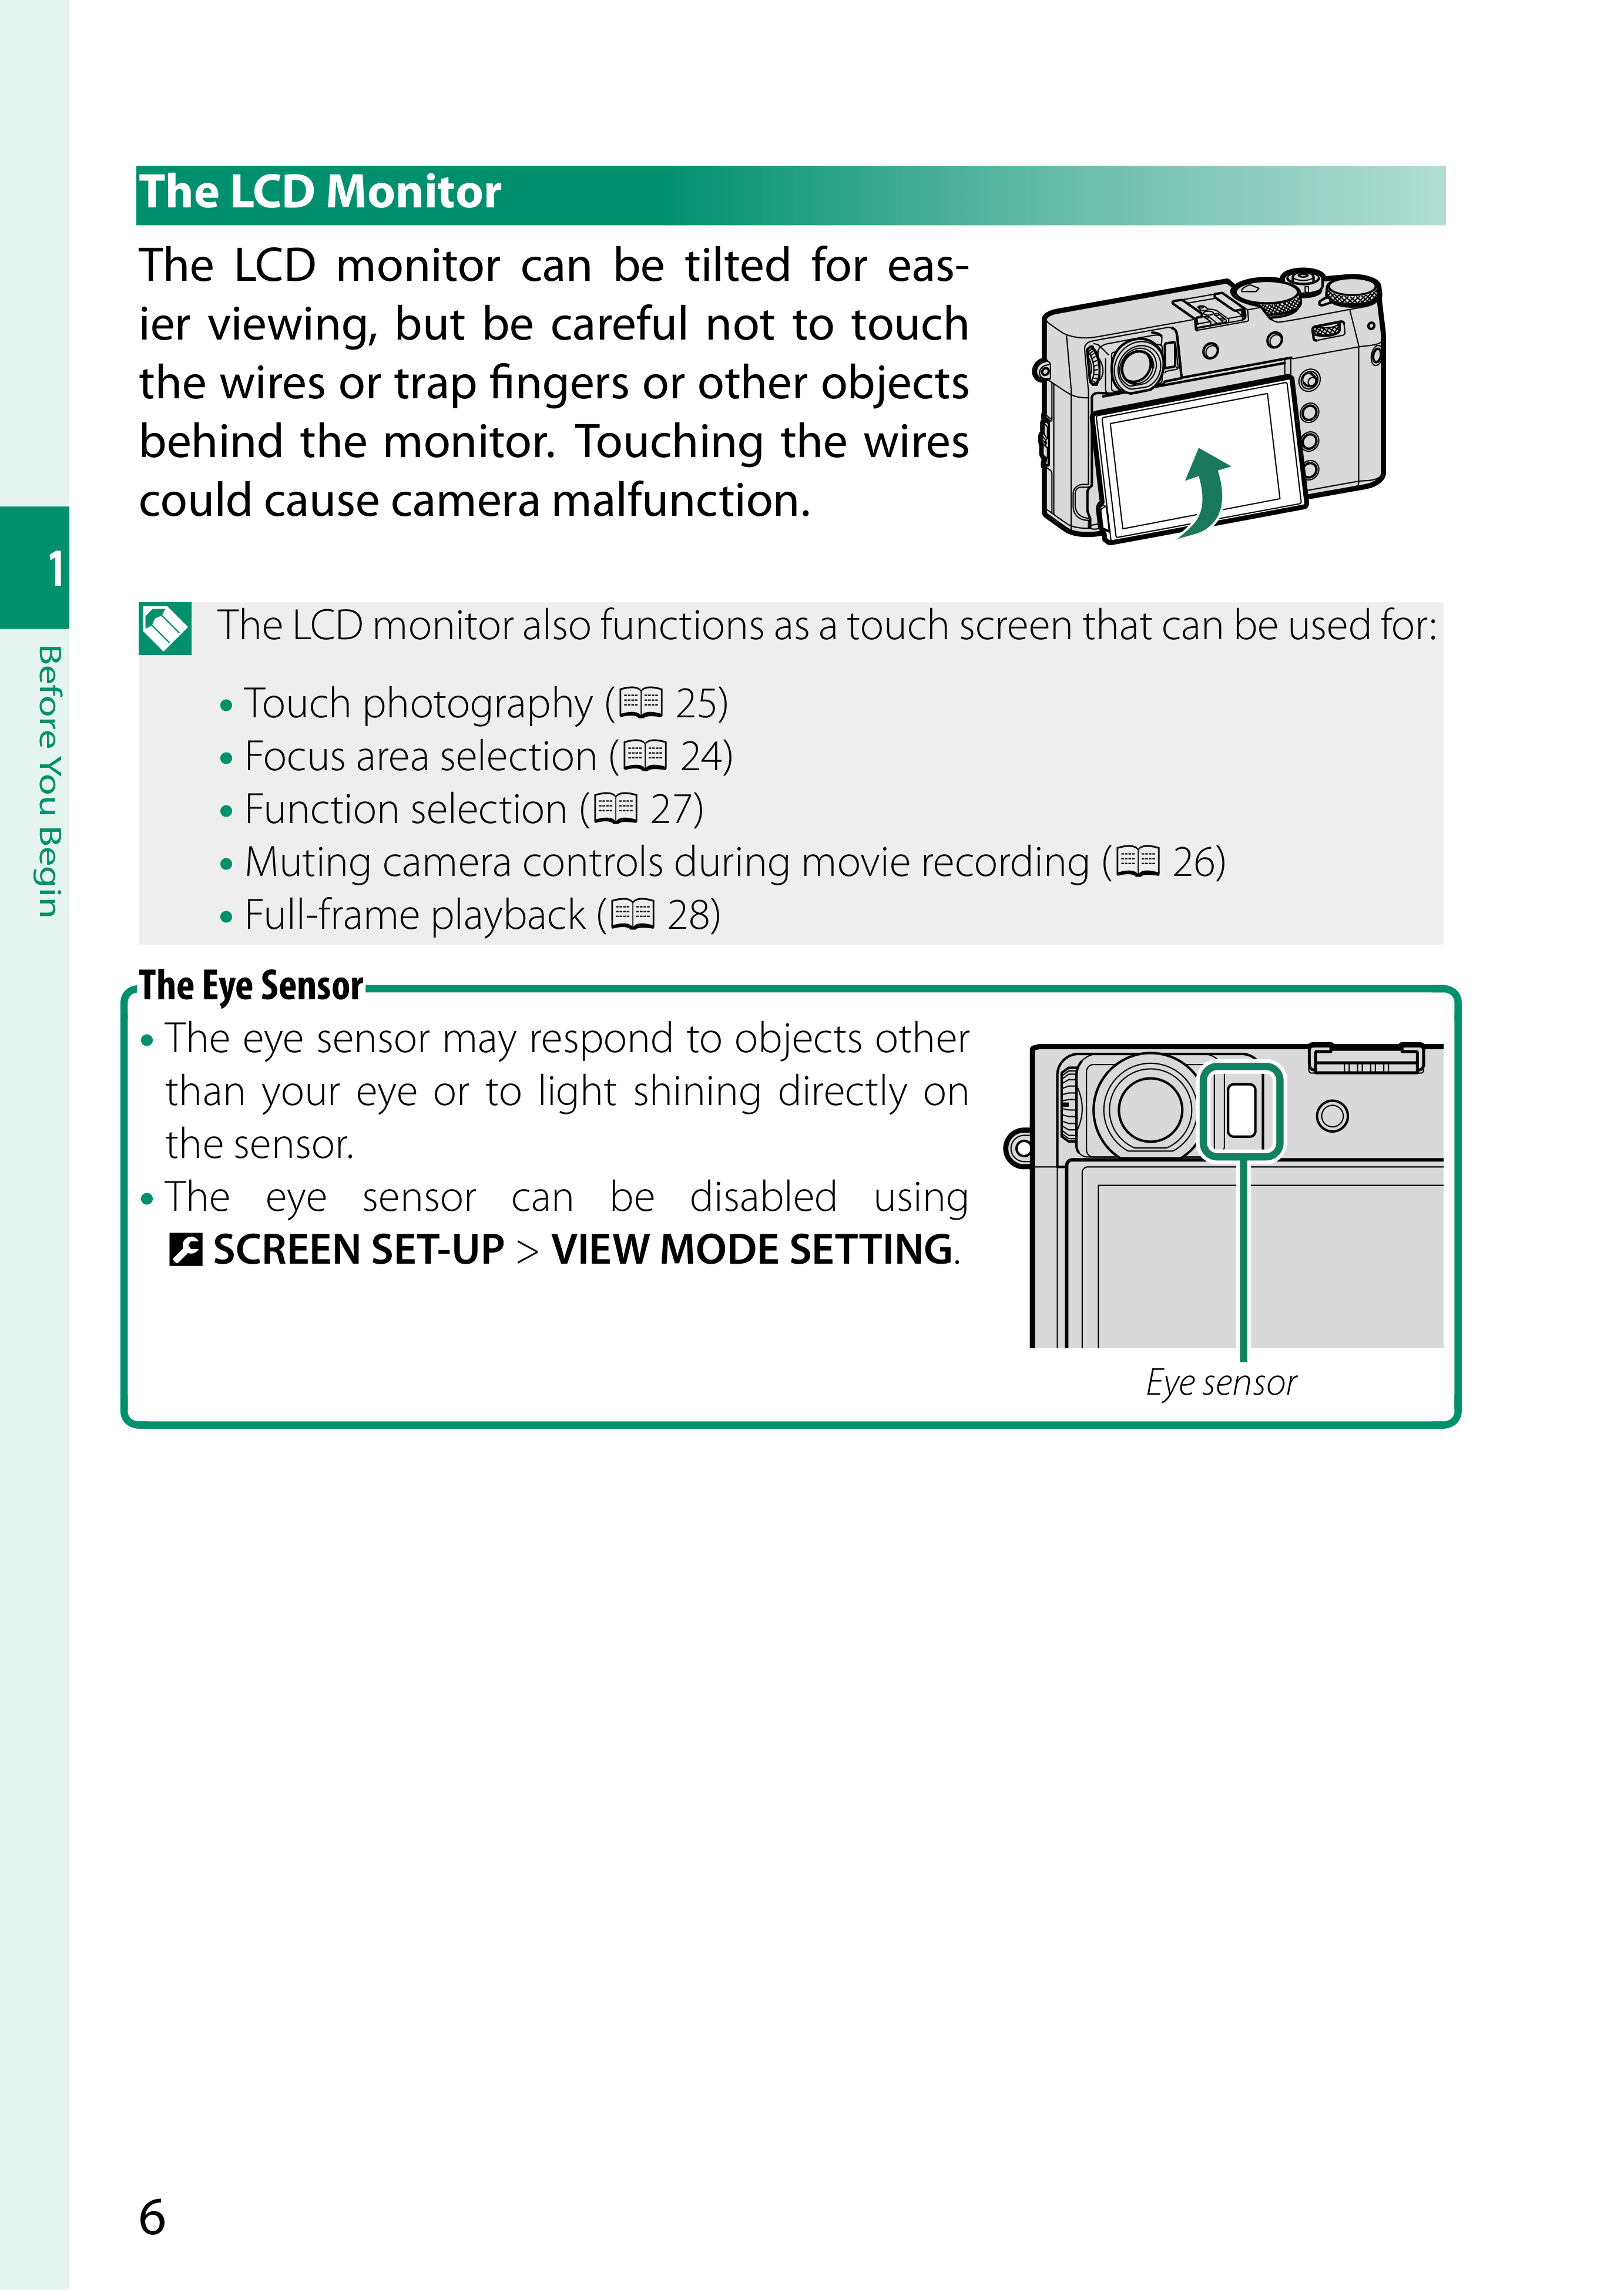 The LCD Monitor
The LCD monitor can be tilted for eas-
ier viewing, but be careful not to touch
the wires or trap fingers or other objects
behind the monitor. Touching the wires
could cause camera malfunction.
1
Before You Begin
The LCD monitor also functions as a touch screen that can be used for:
• Touch photography (📖 25)
• Focus area selection (📖 24)
• Function selection (📖 27)
• Muting camera controls during movie recording (📖 26)
• Full-frame playback (📖 28)
The Eye Sensor
• The eye sensor may respond to objects other
than your eye or to light shining directly on
the sensor.
• The eye sensor can be disabled using
🔧 SCREEN SET-UP > VIEW MODE SETTING.
Eye sensor
6